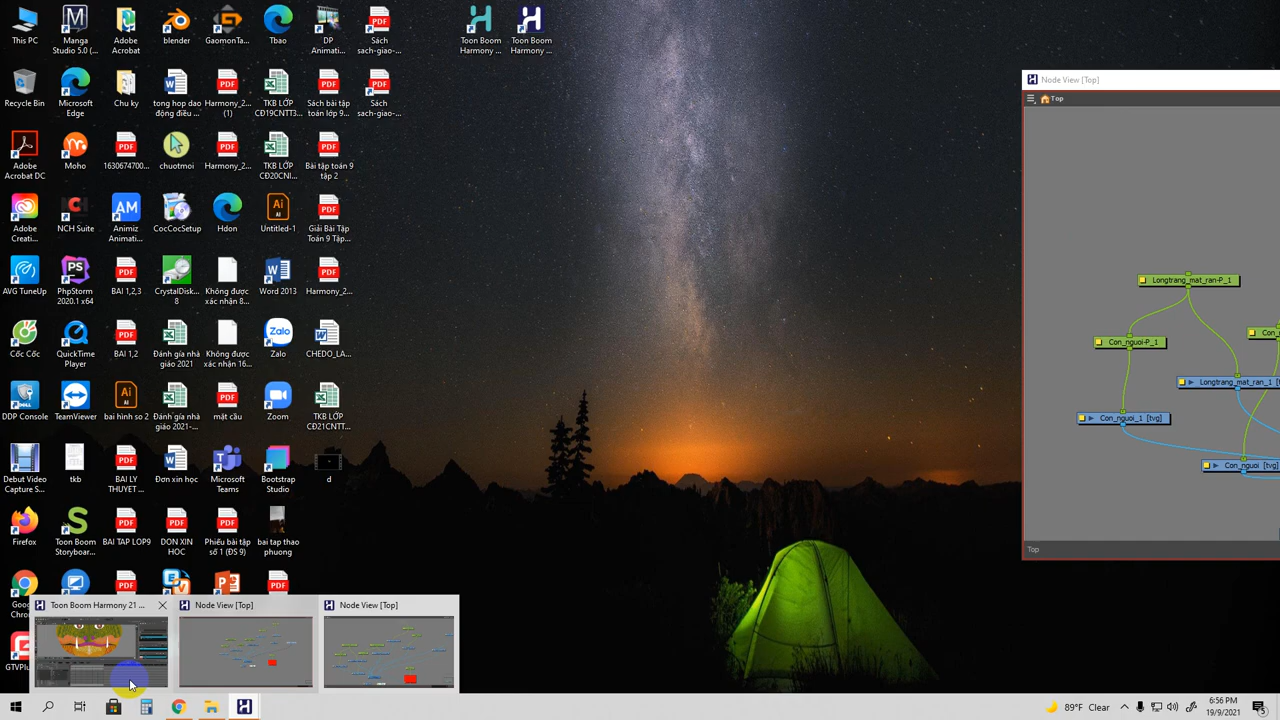 This PC
Manga
Studio 5.0 (...
Adobe
Acrobat
blender
GaomonTa...
Tbao
DP
Animati...
Sách
sach-giao-...
Toon Boom
Harmony ...
Toon Boom
Harmony ...
Node View [Top]
Top
Recycle Bin
Microsoft
Edge
Chu ky
tong hop dao
động điều ...
Harmony_2...
(1)
TKB LỚP
CĐ19CNTT3...
Sách bài tập
toán lớp 9...
Sách
sach-giao-...
Adobe
Acrobat DC
Moho
1630674700...
chuotmoi
Harmony_2...
TKB LỚP
CĐ20CNTI...
Bài tập toán 9
tập 2
Adobe
Creati...
NCH Suite
Animiz
Animati...
CocCocSetup
Hdon
Untitled-1
Giải Bài Tập
Toán 9 Tập...
AVG TuneUp
PhpStorm
2020.1 x64
BAI 1,2,3
CrystalDisk...
8
Không được
xác nhận 8...
Word 2013
Harmony_2...
Longtrang_mat_ran-P_1
Con_nguoi-P_1
Longtrang_mat_ran_1
Con_nguoi_1 [tvg]
Con_nguoi [tvg]
Cốc Cốc
QuickTime
Player
BAI 1,2
Đánh gía nhà
giáo 2021
Không được
xác nhận 16...
Zalo
CHEDO_LA...
DDP Console
TeamViewer
bai hinh so 2
Đánh gía nhà
giáo 2021-...
mặt cầu
Zoom
TKB LỚP
CĐ21CNTT...
Debut Video
Capture S...
tkb
BAI LY
THUYET ...
Đơn xin học
Microsoft
Teams
Bootstrap
Studio
d
Firefox
Toon Boom
Storyboar...
BAI TAP LOP9
DON XIN
HOC
Phiếu bài tập
số 1 (ĐS 9)
bai tap thao
phuong
Top
Goo
Chro
GTVPl
Toon Boom Harmony 21 ...
Node View [Top]
Node View [Top]
89°F Clear
6:56 PM
19/9/2021
5